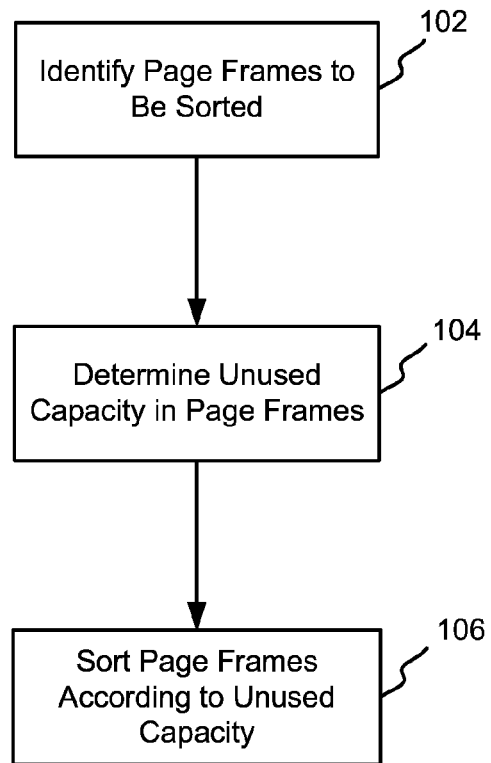 102
Identify Page Frames to
Be Sorted
104
Determine Unused
Capacity in Page Frames
106
Sort Page Frames
According to Unused
Capacity